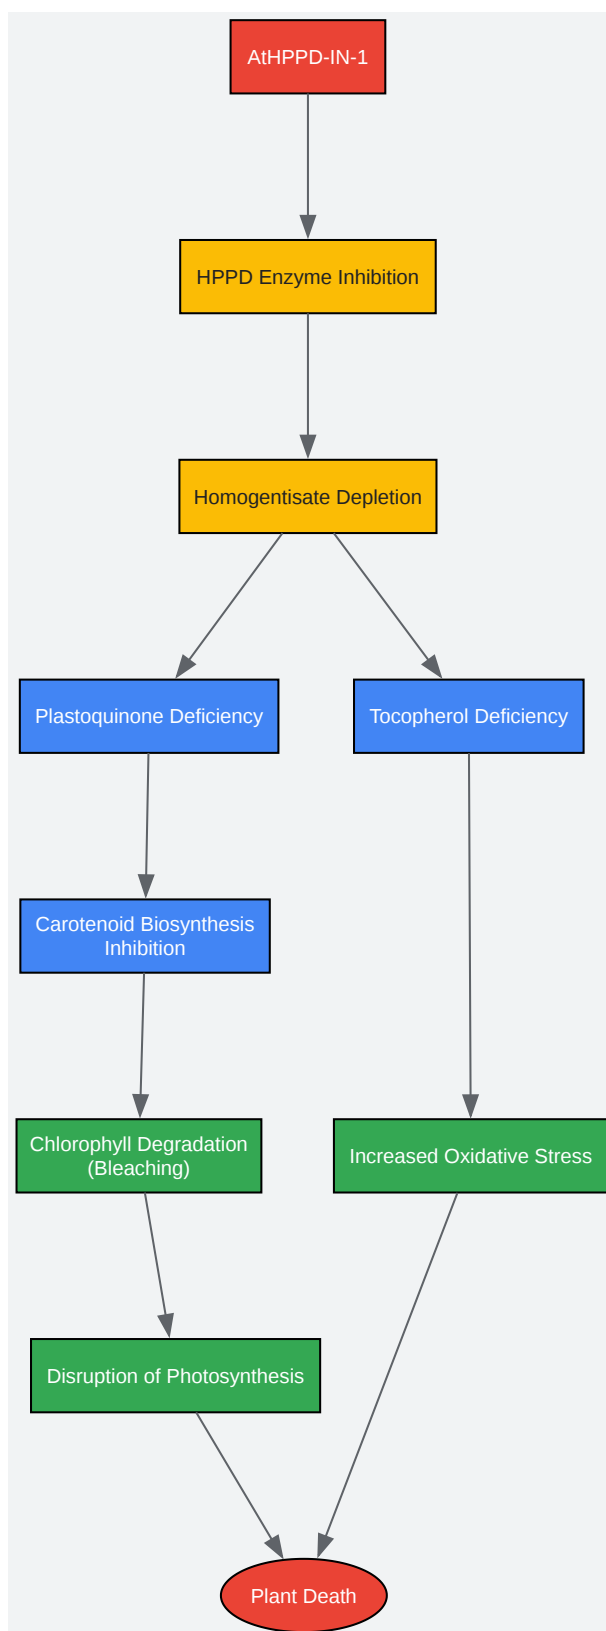 AtHPPD-IN-1
HPPD Enzyme Inhibition
Homogentisate Depletion
Plastoquinone Deficiency
Tocopherol Deficiency
Carotenoid Biosynthesis
Inhibition
Chlorophyll Degradation
(Bleaching)
Increased Oxidative Stress
Disruption of Photosynthesis
Plant Death